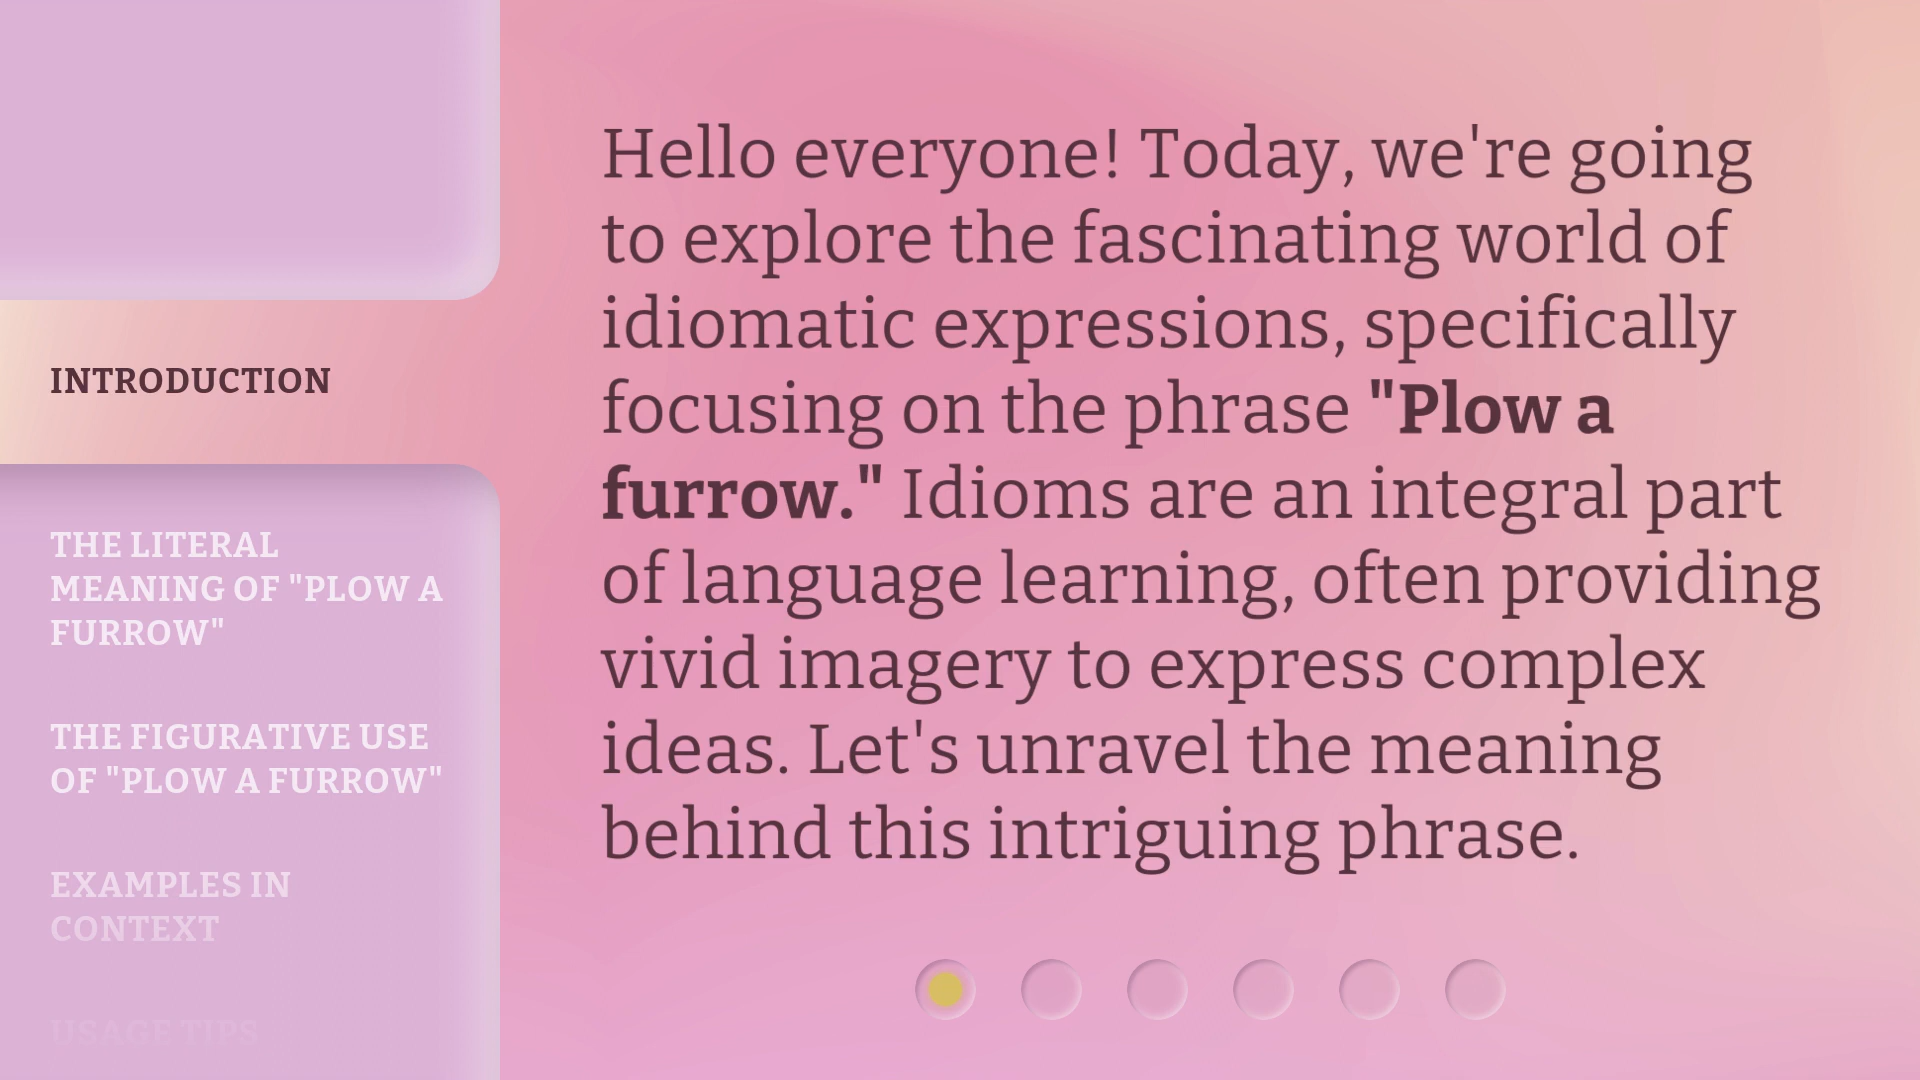 INTRODUCTION
THE LITERAL
MEANING OF "PLOW A
FURROW"
THE FIGURATIVE USE
OF "PLOW A FURROW"
EXAMPLES IN
CONTEXT
USAGE TIPS
Hello everyone! Today, we're going
to explore the fascinating world of
idiomatic expressions, specifically
focusing on the phrase "Plow a
furrow." Idioms are an integral part
of language learning, often providing
vivid imagery to express complex
ideas. Let's unravel the meaning
behind this intriguing phrase.